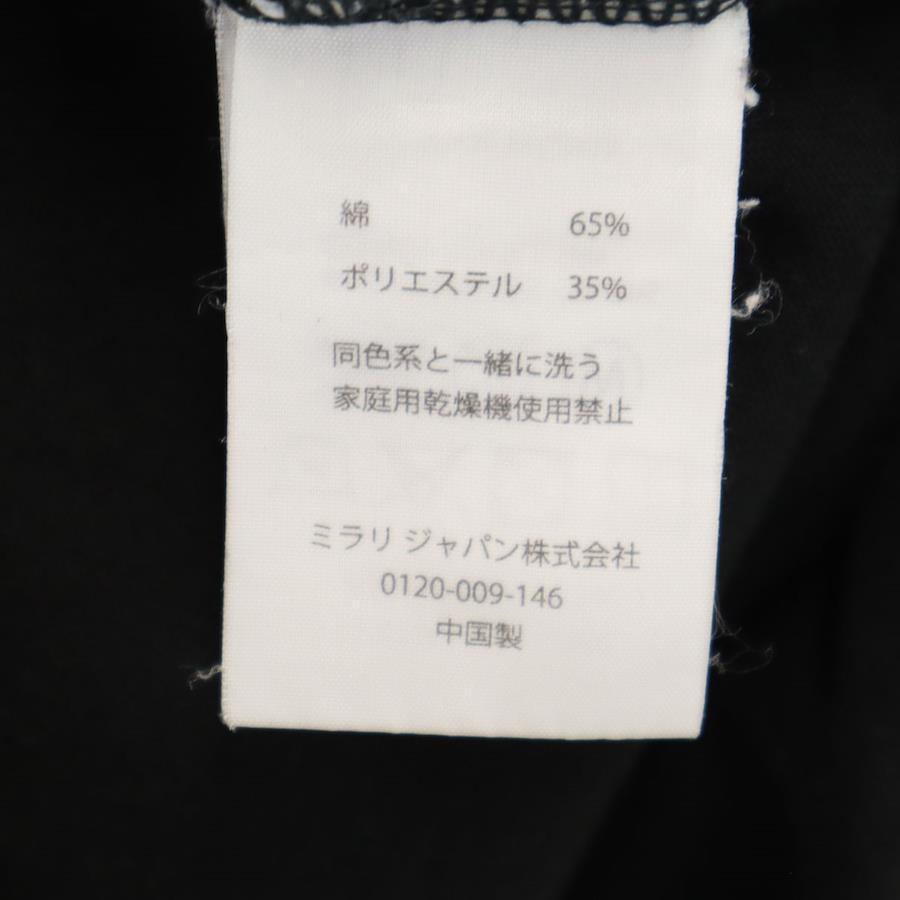 綿 65%
ポリエステル 35%
同色系と一緒に洗う
家庭用乾燥機使用禁止
ミラリ ジャパン株式会社
0120-009-146
中国製